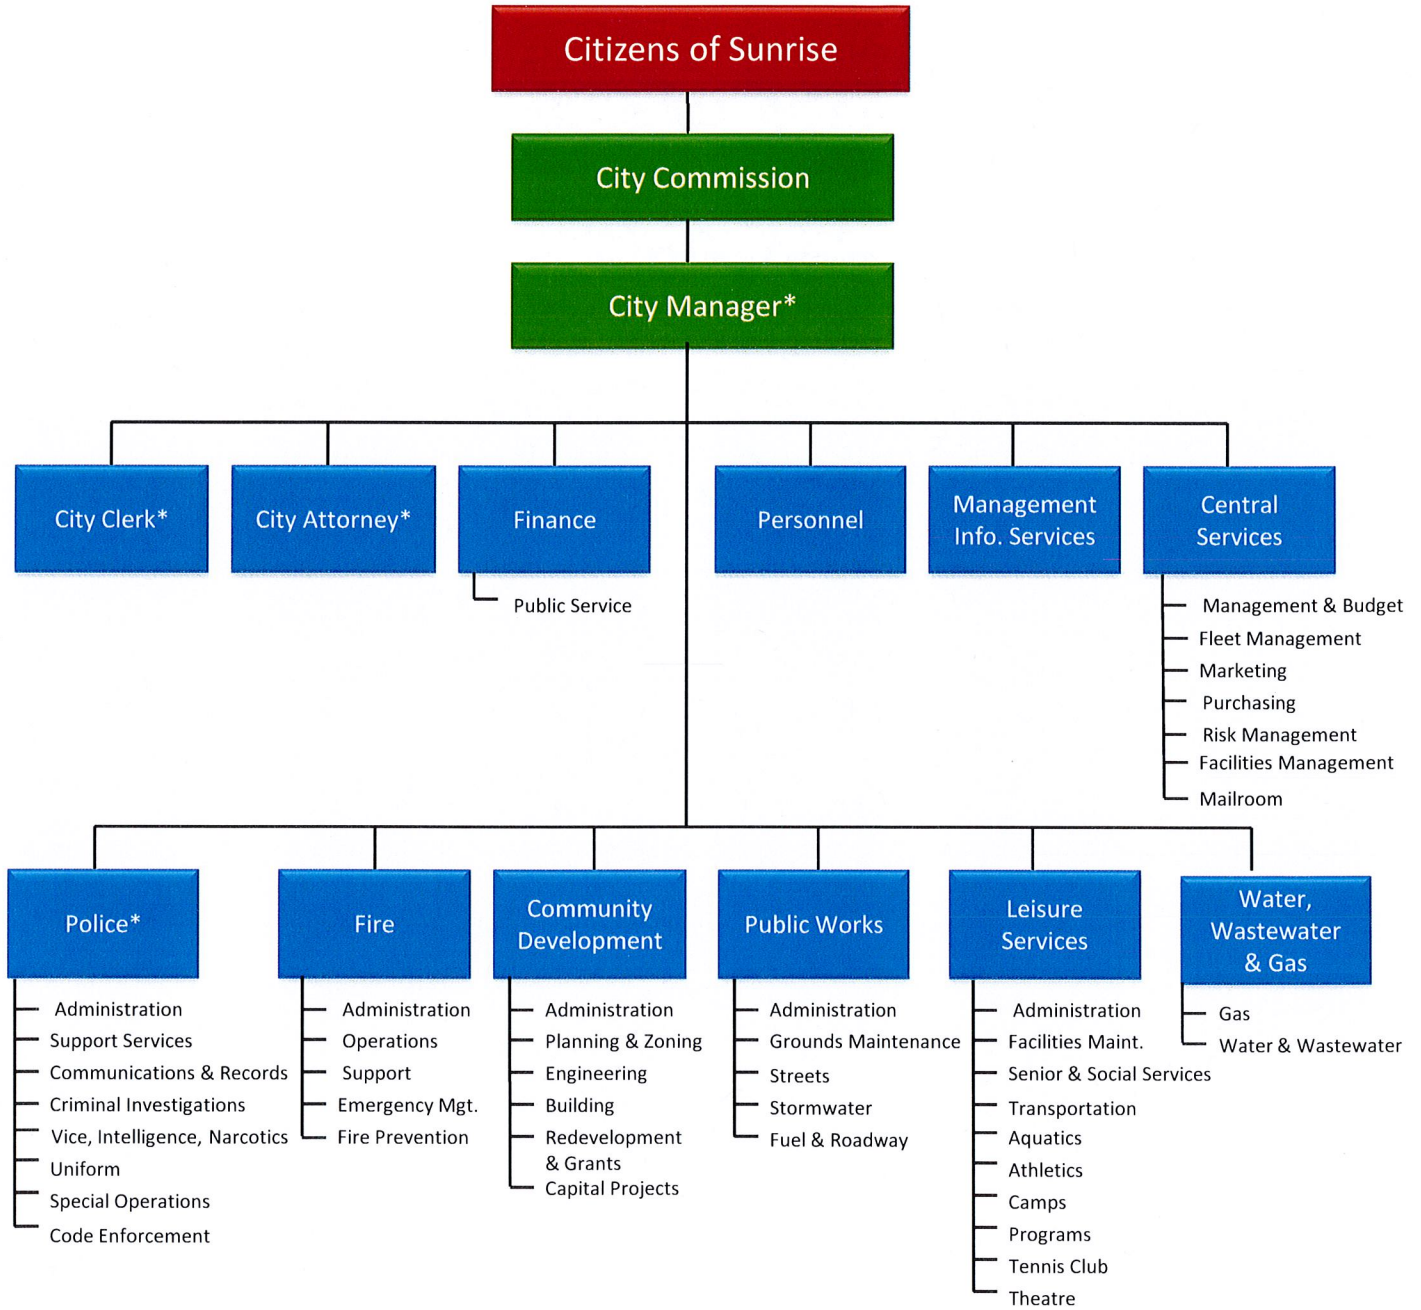 Citizens of Sunrise
City Commission
City Manager*
City Clerk*
City Attorney*
Finance
Public Service
Personnel
Management
Info. Services
Central
Services
Management & Budget
Fleet Management
Marketing
Purchasing
Risk Management
Facilities Management
Mailroom
Police*
Administration
Support Services
Communications & Records
Criminal Investigations
Vice, Intelligence, Narcotics
Uniform
Special Operations
Code Enforcement
Fire
Administration
Operations
Support
Emergency Mgt.
Fire Prevention
Community
Development
Administration
Planning & Zoning
Engineering
Building
Redevelopment
& Grants
Capital Projects
Public Works
Administration
Grounds Maintenance
Streets
Stormwater
Fuel & Roadway
Leisure
Services
Administration
Facilities Maint.
Senior & Social Services
Transportation
Aquatics
Athletics
Camps
Programs
Tennis Club
Theatre
Water,
Wastewater
& Gas
Gas
Water & Wastewater